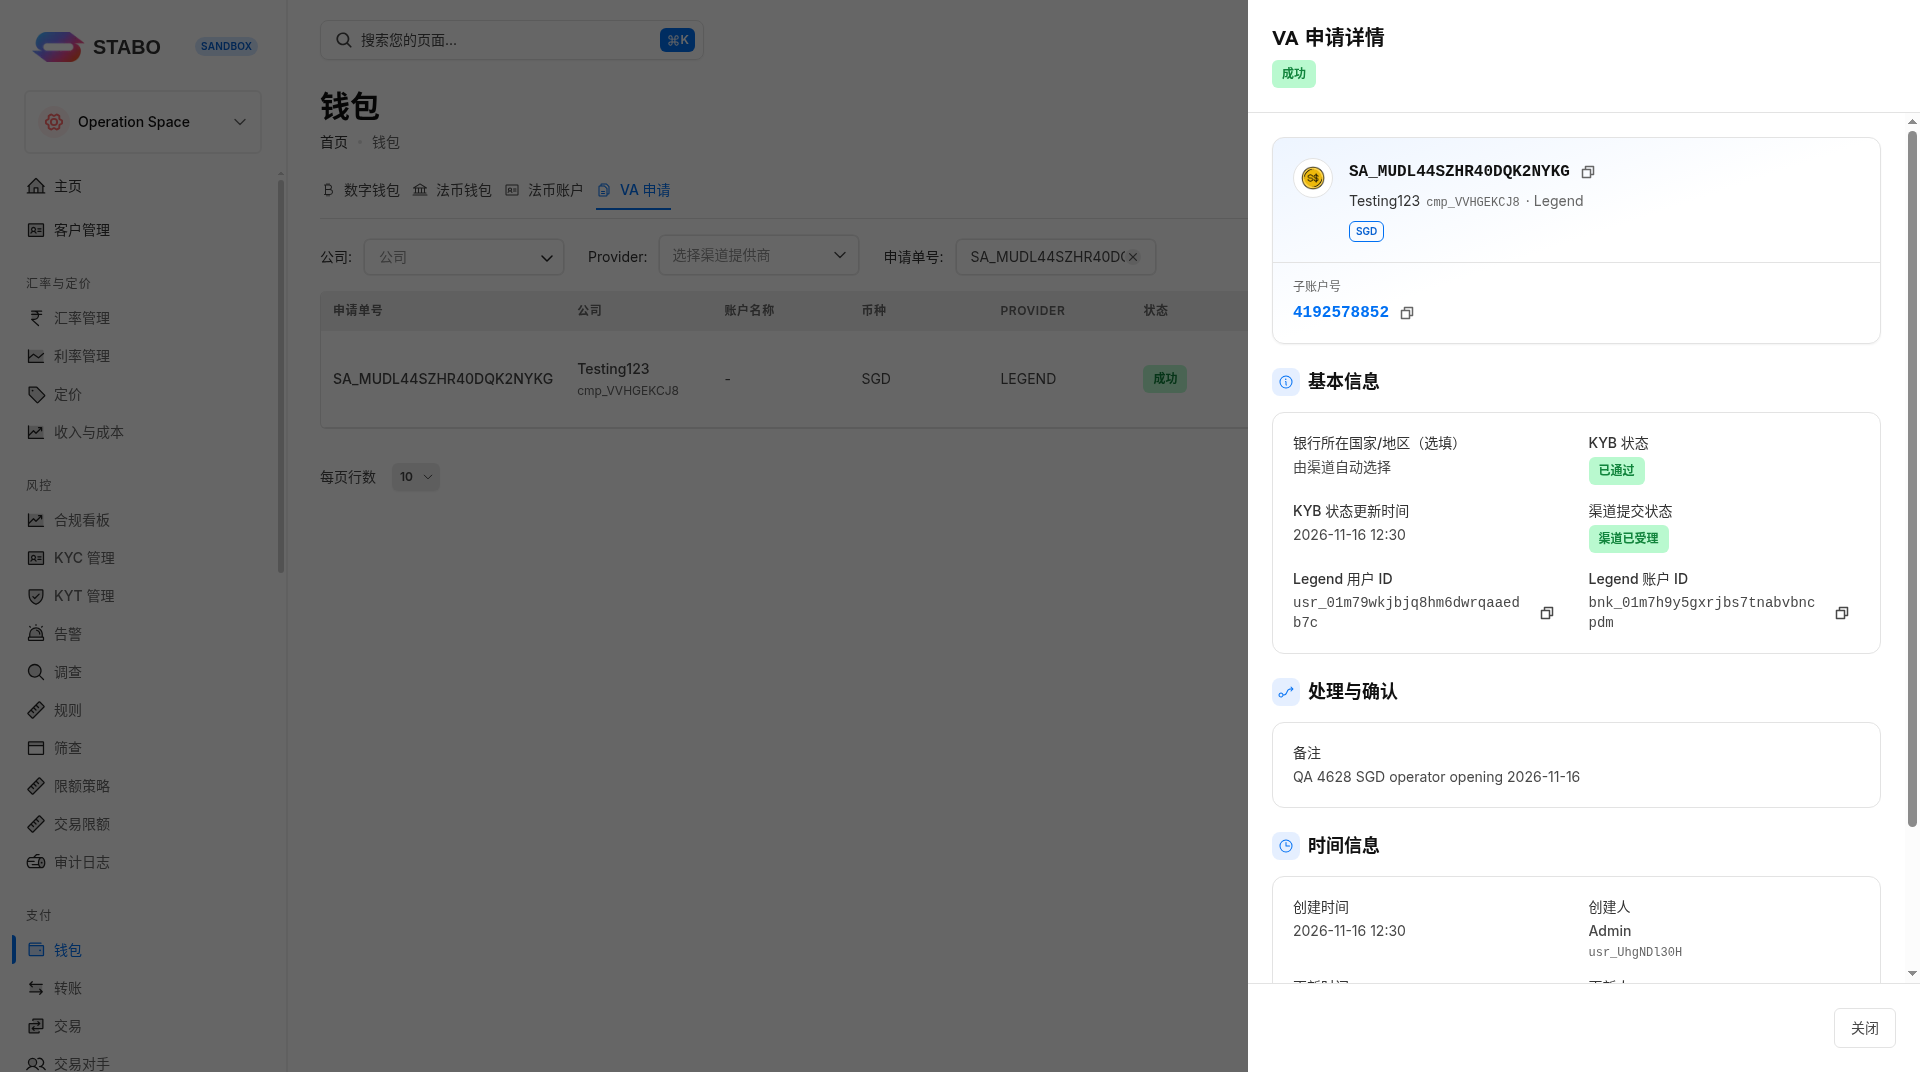 STABO
SANDBOX
Operation Space
主页
客户管理
汇率与定价
汇率管理
利率管理
定价
收入与成本
风控
合规看板
KYC 管理
KYT 管理
告警
调查
规则
筛查
限额策略
交易限额
审计日志
支付
钱包
转账
交易
交易对手
搜索您的页面...
⌘K
钱包
首页 • 钱包
数字钱包 法币钱包 法币账户 VA 申请
公司: 公司 Provider: 选择渠道提供商 申请单号: SA_MUDL44SZHR40D
申请单号 公司 账户名称 币种 PROVIDER 状态
SA_MUDL44SZHR40DQK2NYKG Testing123 - SGD LEGEND 成功
cmp_VVHGEKCJ8
每页行数 10
VA 申请详情
成功
SA_MUDL44SZHR40DQK2NYKG
Testing123 cmp_VVHGEKCJ8 · Legend
SGD
子账户号
4192578852
基本信息
银行所在国家/地区（选填） KYB 状态
由渠道自动选择 已通过
KYB 状态更新时间 渠道提交状态
2026-11-16 12:30 渠道已受理
Legend 用户 ID Legend 账户 ID
usr_01m79wkjbjq8hm6dwrqaaed bnk_01m7h9y5gxrjbs7tnabvbnc
b7c pdm
处理与确认
备注
QA 4628 SGD operator opening 2026-11-16
时间信息
创建时间 创建人
2026-11-16 12:30 Admin
usr_UhgNDl30H
关闭